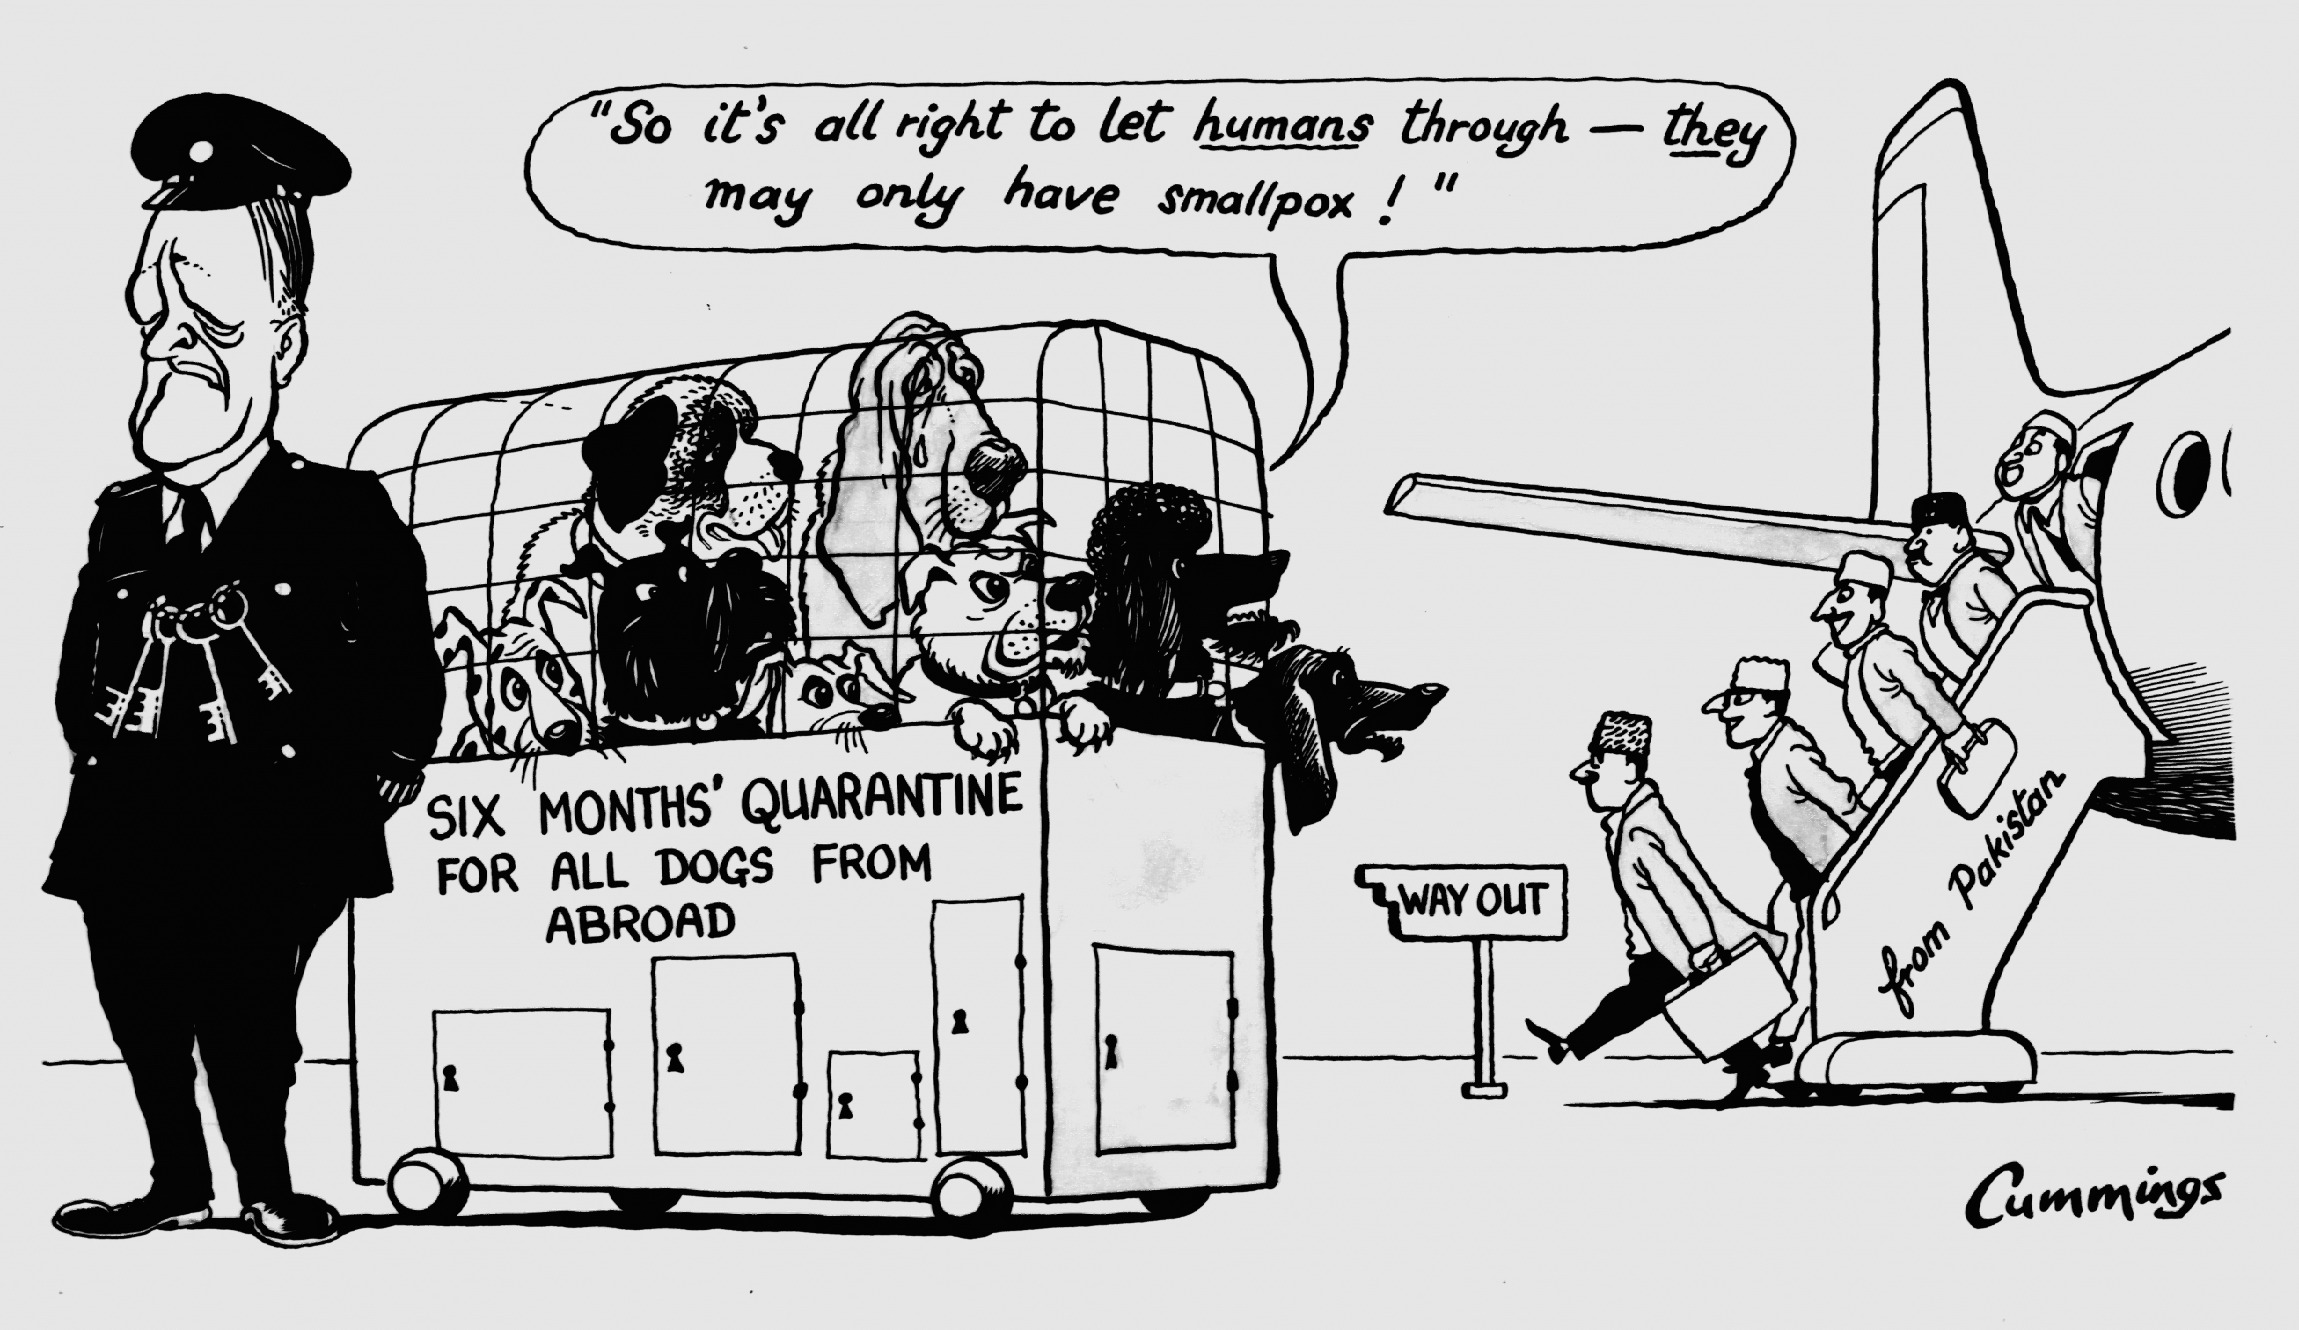 "So it's all right to let humans through — they
may only have smallpox!"
SIX MONTHS' QUARANTINE
FOR ALL DOGS FROM
ABROAD
WAY OUT
from Pakistan
Cummings